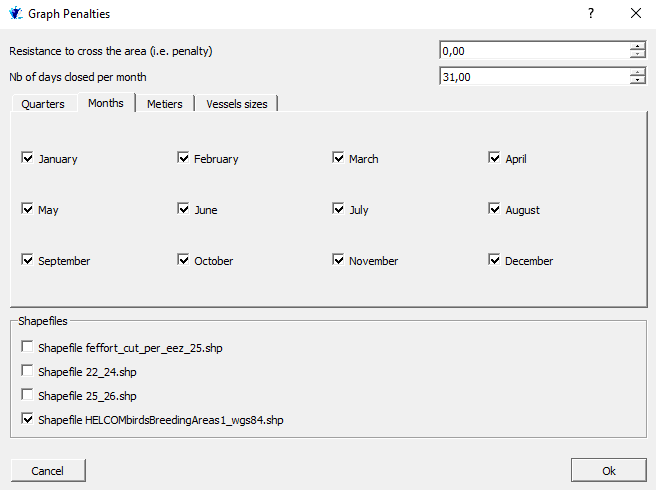 Graph Penalties
Resistance to cross the area (i.e. penalty) 0,00
Nb of days closed per month 31,00
Quarters Months Metiers Vessels sizes
January February March April
May June July August
September October November December
Shapefiles
Shapefile feffort_cut_per_eez_25.shp
Shapefile 22_24.shp
Shapefile 25_26.shp
Shapefile HELCOMbirdsBreedingAreas1_wgs84.shp
Cancel Ok